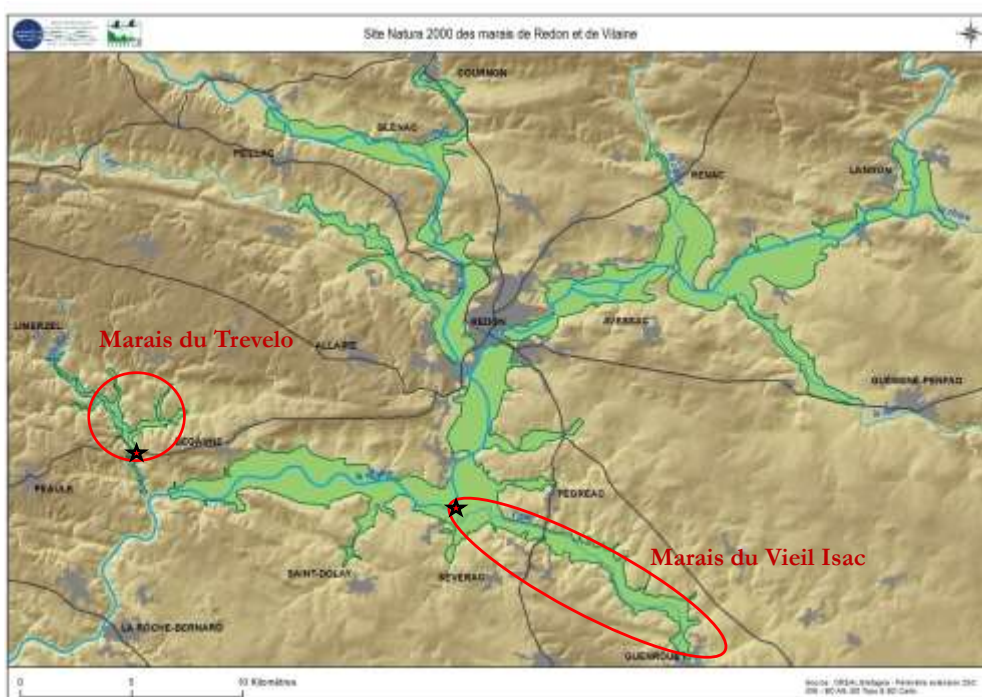 Site Natura 2000 des marais de Redon et de Vilaine
COURNON
GLENAC
PEILLAC
RENAC
LANGON
REDON
AVESSAC
ALLAIRE
LIMERZEL
Marais du Trevelo
GUÉMENÉ-PENFAO
BEGANNE
PEAULE
FEGREAC
Marais du Vieil Isac
SAINT-DOLAY
SEVERAC
LA ROCHE-BERNARD
GUENROUET
0 5 10 Kilomètres